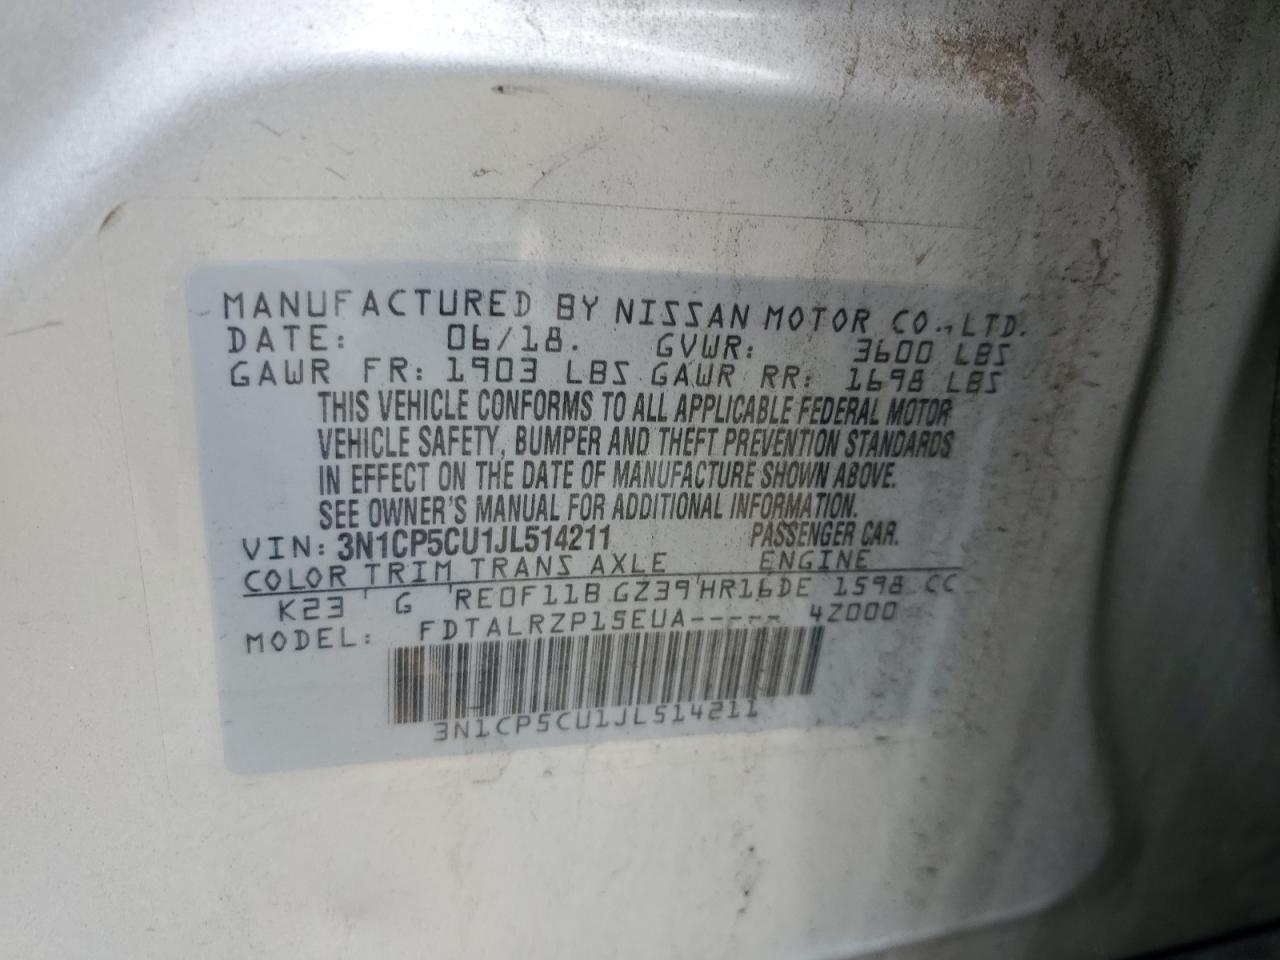 MANUFACTURED BY NISSAN MOTOR CO., LTD.
DATE: 06/18. GVWR: 3600 LBS
GAWR FR: 1903 LBS GAWR RR: 1698 LBS
THIS VEHICLE CONFORMS TO ALL APPLICABLE FEDERAL MOTOR
VEHICLE SAFETY, BUMPER AND THEFT PREVENTION STANDARDS
IN EFFECT ON THE DATE OF MANUFACTURE SHOWN ABOVE.
SEE OWNER'S MANUAL FOR ADDITIONAL INFORMATION.
VIN: 3N1CP5CU1JL514211 PASSENGER CAR.
COLOR TRIM TRANS AXLE ENGINE
K23 G RE0F11B GZ39 HR16DE 1598 CC
MODEL: FDTALRZP15EUA----- 4Z000
3N1CP5CU1JL514211